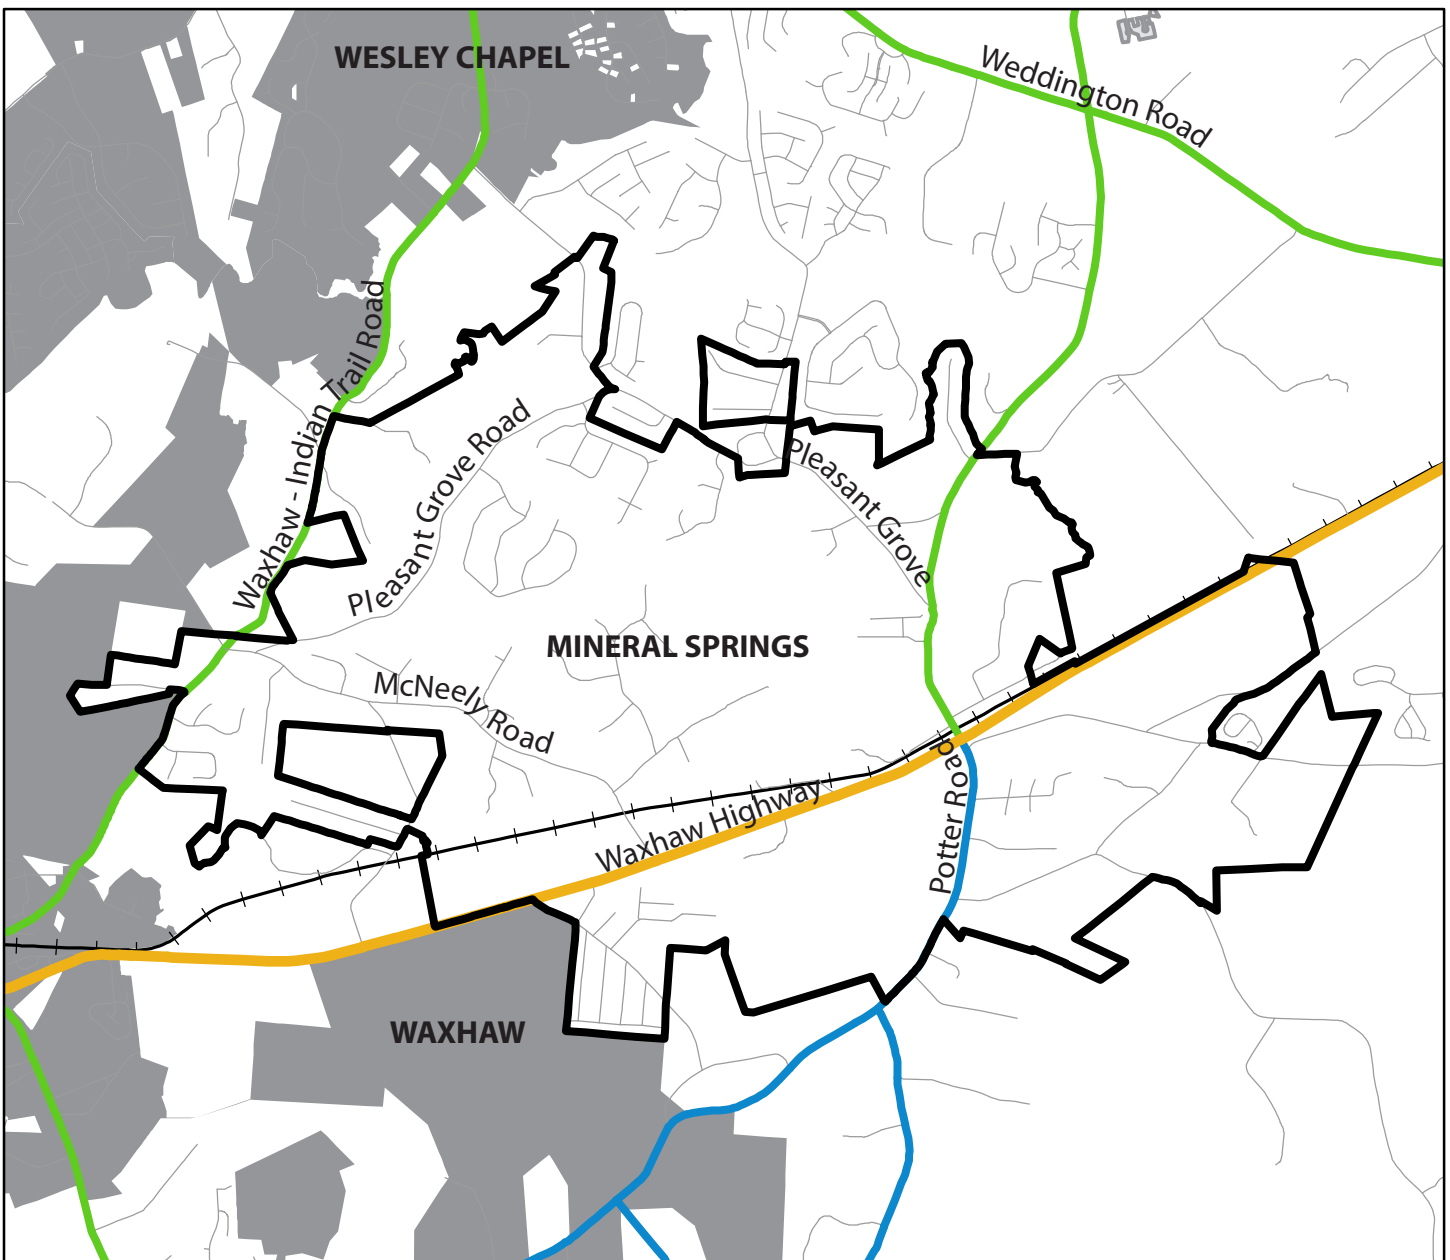 WESLEY CHAPEL
Weddington Road
Waxhaw - Indian Trail Road
Pleasant Grove Road
Pleasant Grove
MINERAL SPRINGS
McNeely Road
Waxhaw Highway
Potter Road
WAXHAW